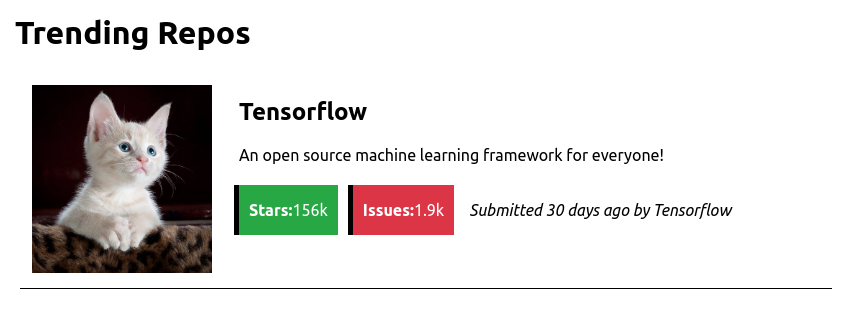 Trending Repos
Tensorflow
An open source machine learning framework for everyone!
Stars:156k Issues:1.9k Submitted 30 days ago by Tensorflow